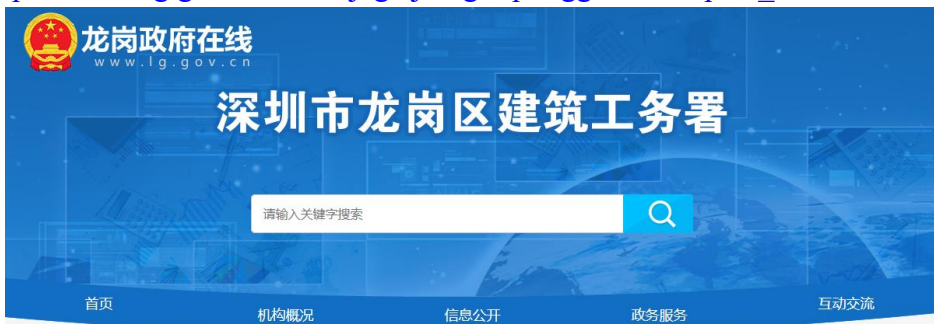 龙岗政府在线
www.lg.gov.cn
深圳市龙岗区建筑工务署
请输入关键字搜索
首页 机构概况 信息公开 政务服务 互动交流